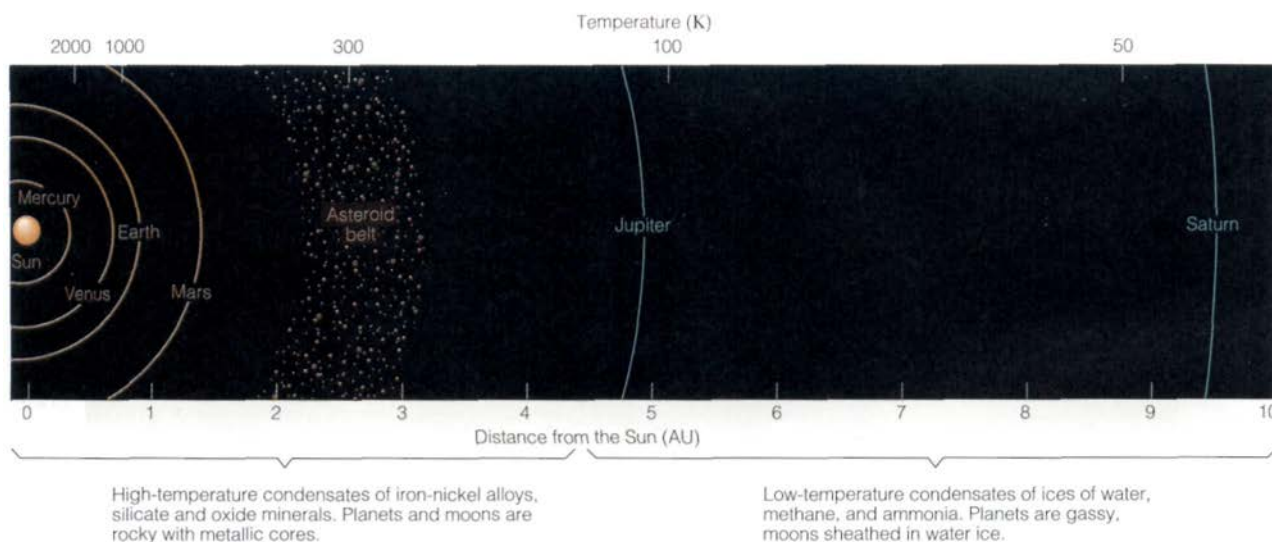 Temperature (K)
2000 1000 300 100 50
Mercury
Asteroid
belt
Jupiter
Saturn
Earth
Sun
Venus
Mars
0 1 2 3 4 5 6 7 8 9 10
Distance from the Sun (AU)
High-temperature condensates of iron-nickel alloys,
silicate and oxide minerals. Planets and moons are
rocky with metallic cores.
Low-temperature condensates of ices of water,
methane, and ammonia. Planets are gassy,
moons sheathed in water ice.